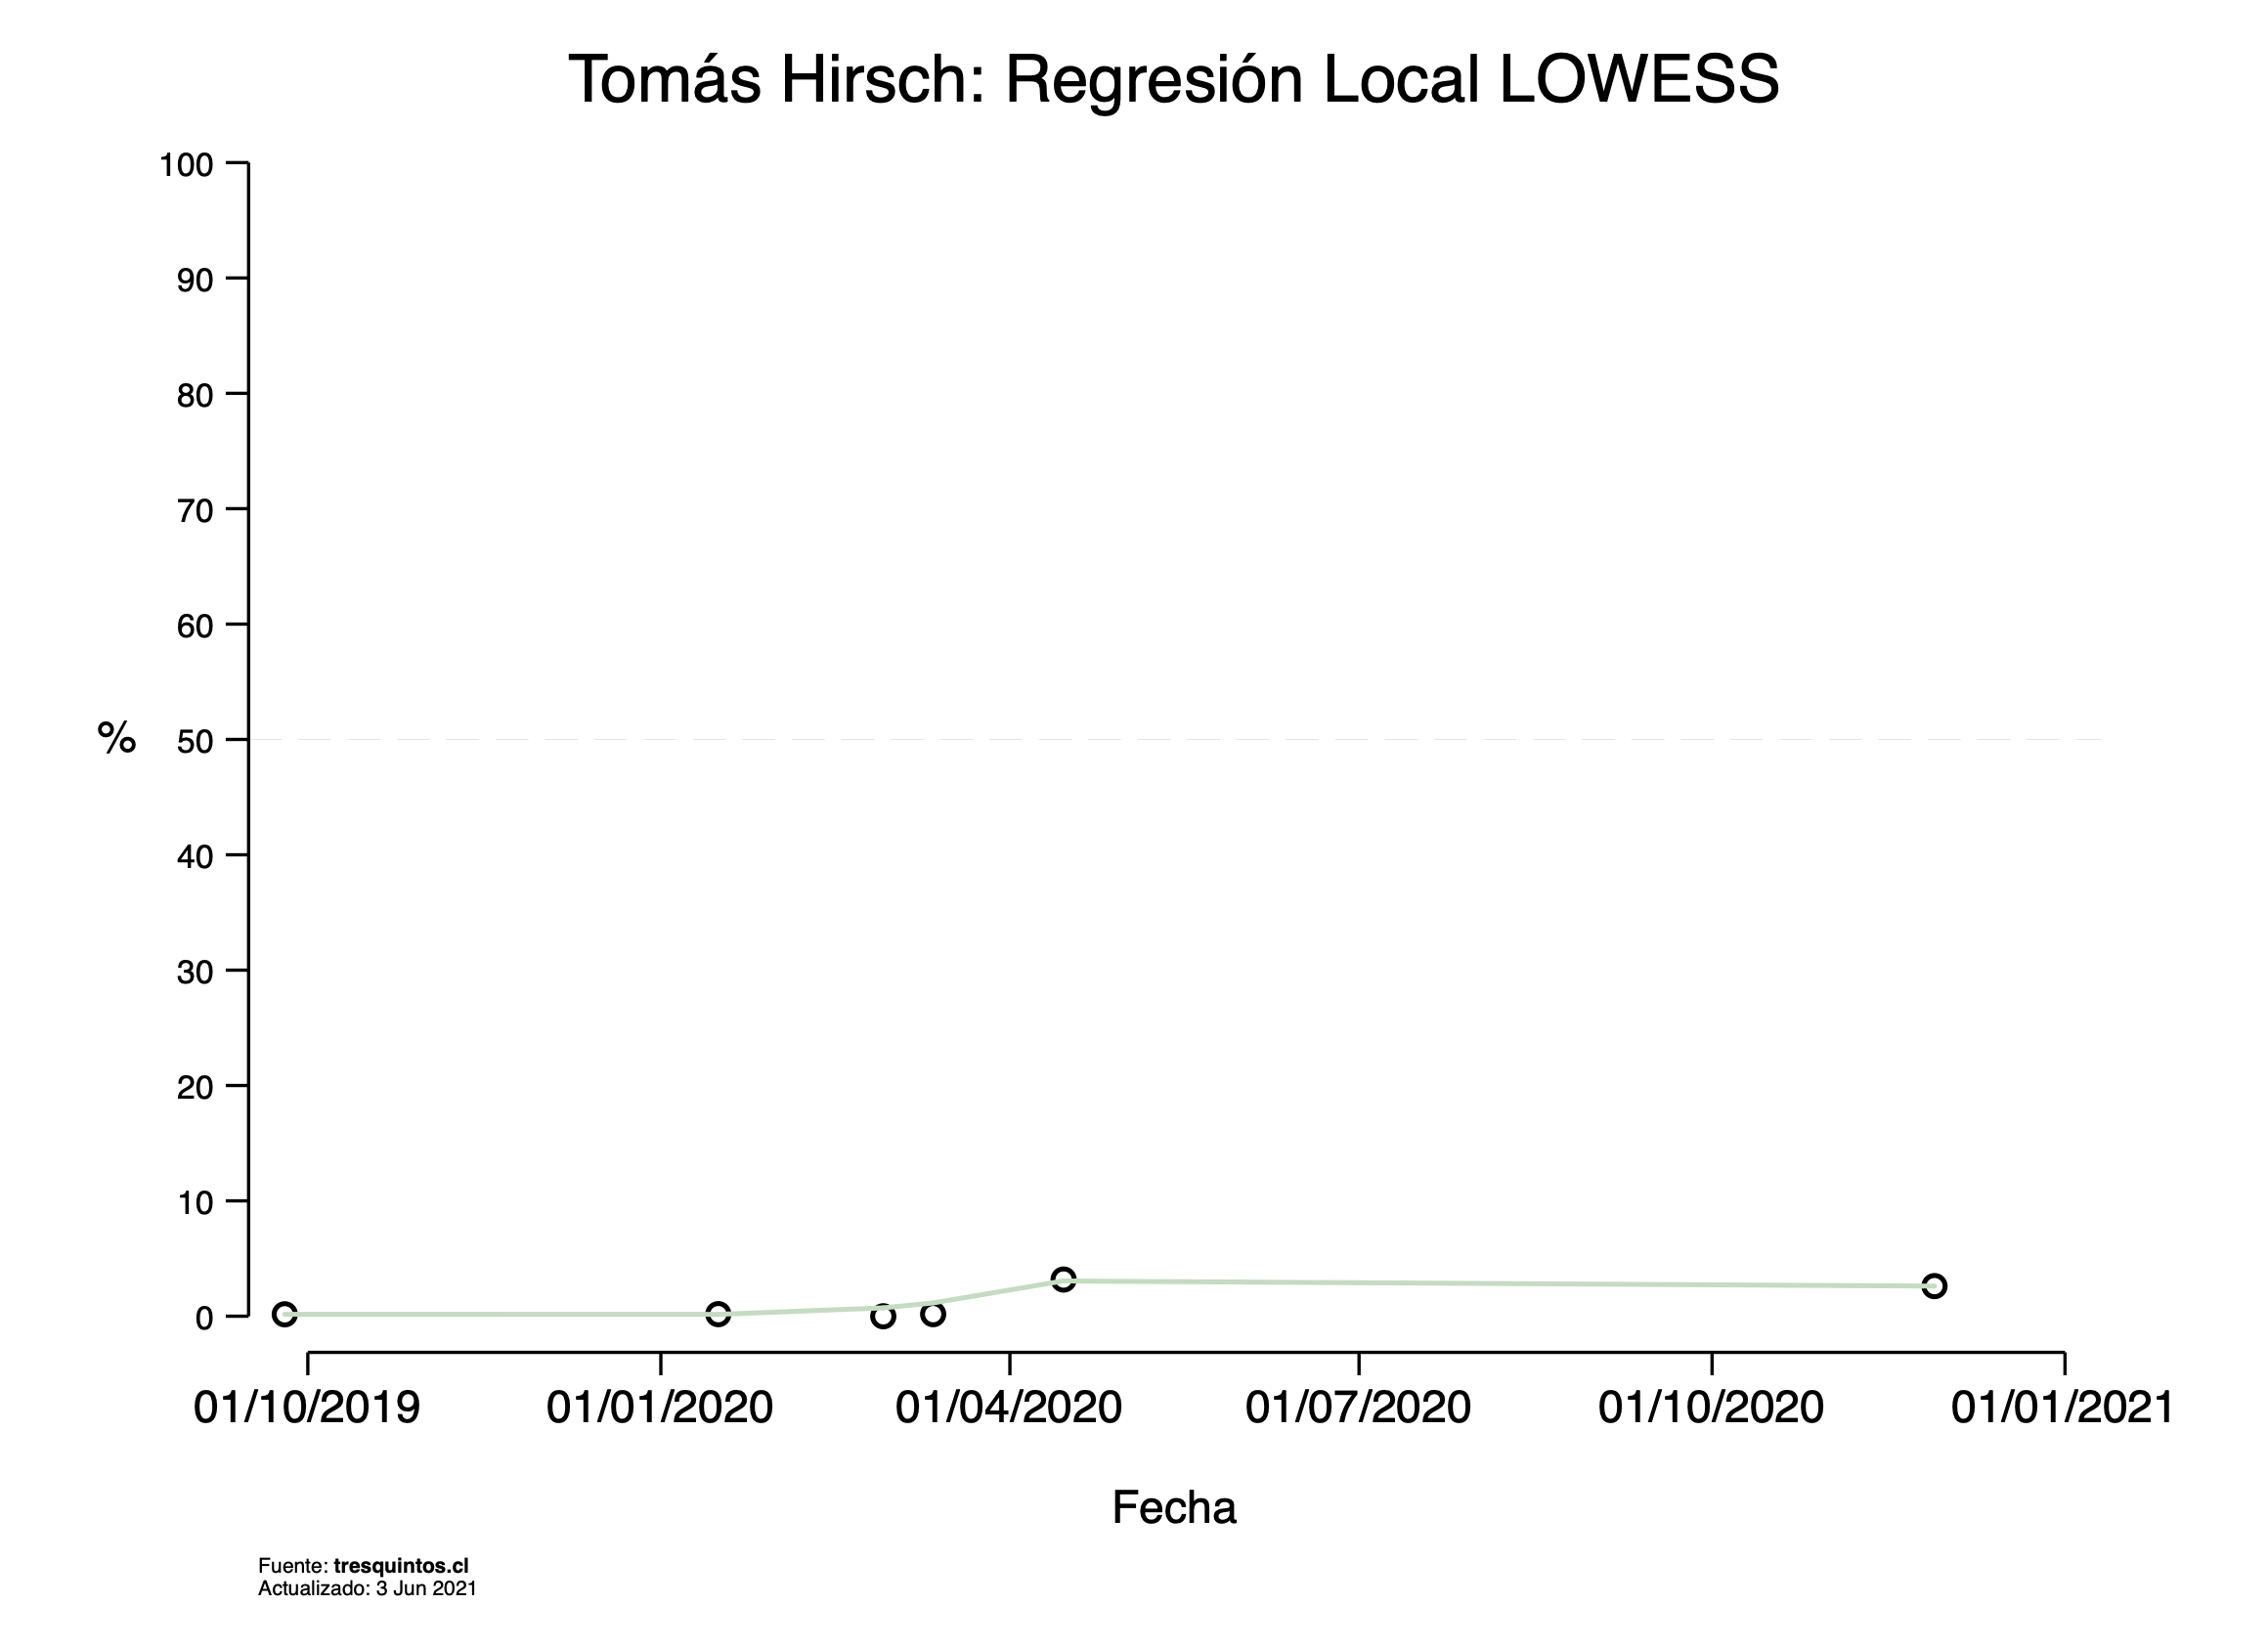 Tomás Hirsch: Regresión Local LOWESS
100
90
80
70
60
% 50
40
30
20
10
0
01/10/2019 01/01/2020 01/04/2020 01/07/2020 01/10/2020 01/01/2021
Fecha
Fuente: tresquintos.cl
Actualizado: 3 Jun 2021